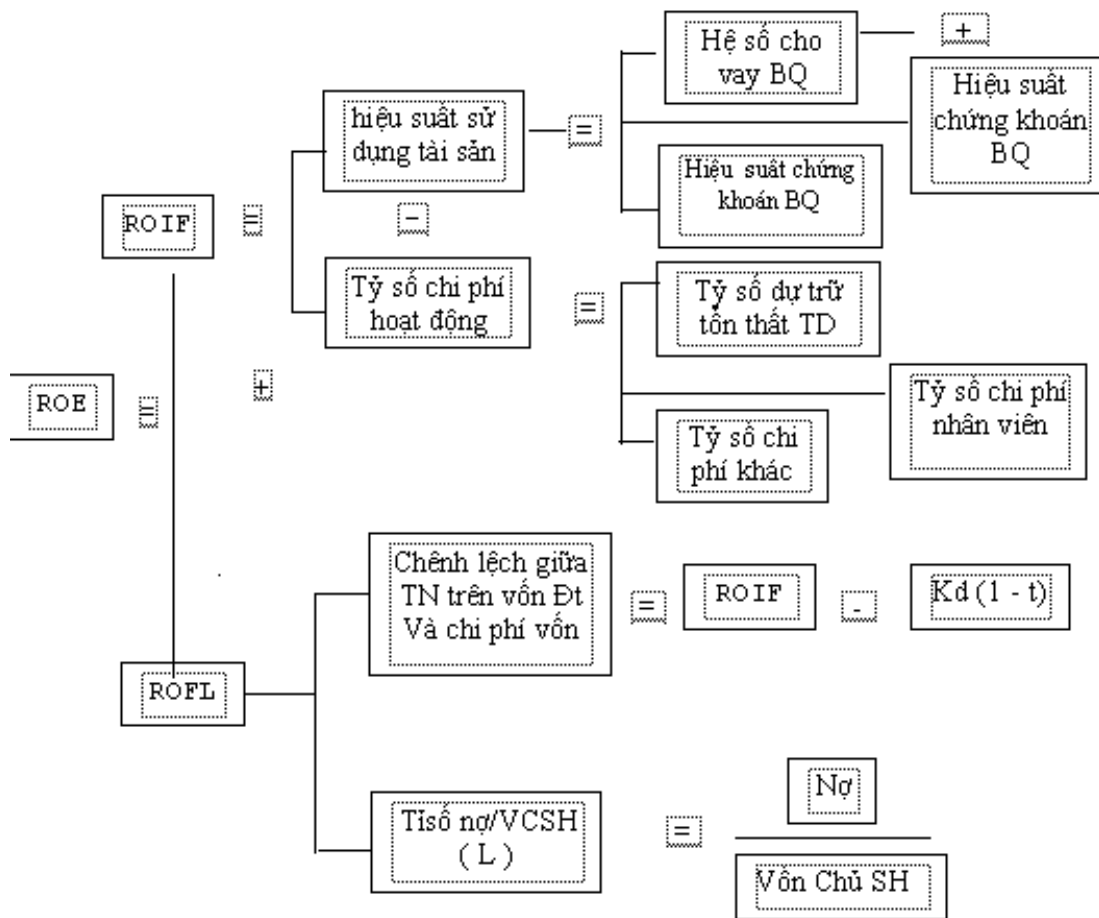 Hệ số cho
vay BQ
+
Hiệu suất
chứng khoán
BQ
hiệu suất sử
dụng tài sản
=
Hiệu suất chứng
khoán BQ
ROIF
=
-
Tỷ số chi phí
hoạt động
=
Tỷ số dự trữ
tổn thất TD
ROE
=
+
Tỷ số chi phí
nhân viên
Tỷ số chi
phí khác
Chênh lệch giữa
TN trên vốn Đt
Và chi phí vốn
=
ROIF
-
Kd (1 - t)
ROFL
Tỉsố nợ/VCSH
( L )
=
Nợ
Vốn Chủ SH